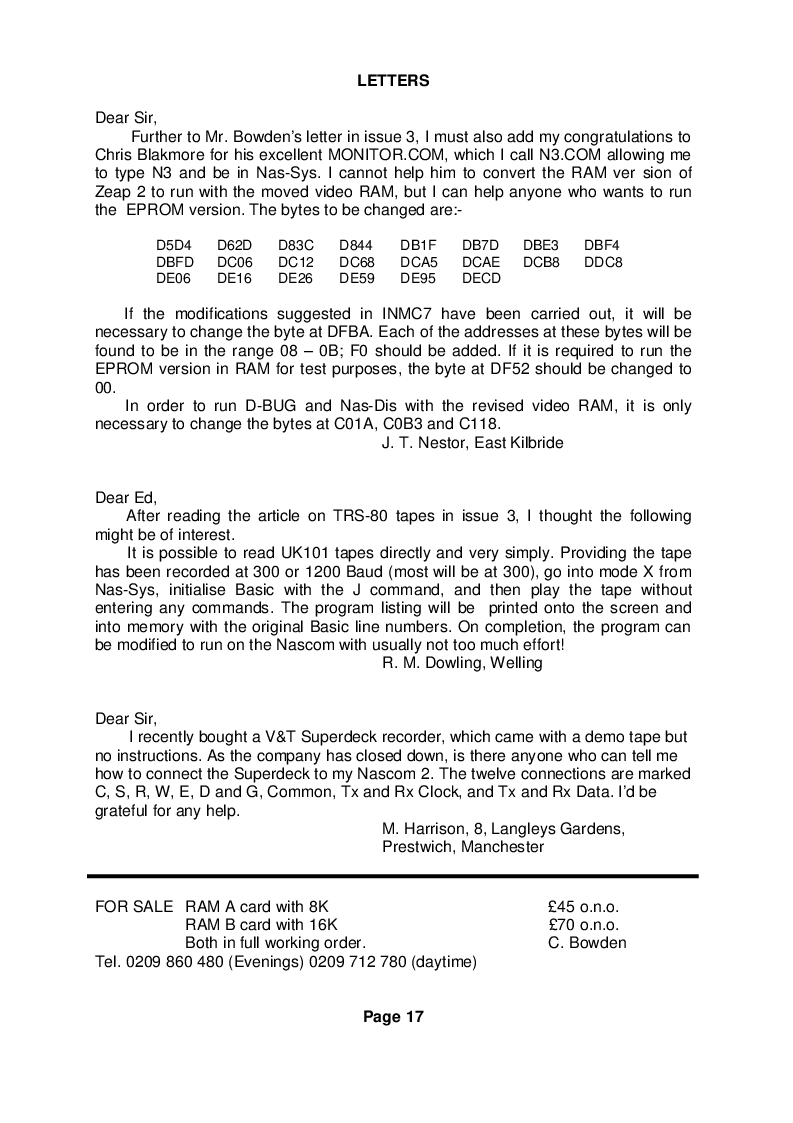 LETTERS
Dear Sir,
Further to Mr. Bowden's letter in issue 3, I must also add my congratulations to
Chris Blakmore for his excellent MONITOR.COM, which I call N3.COM allowing me
to type N3 and be in Nas-Sys. I cannot help him to convert the RAM ver sion of
Zeap 2 to run with the moved video RAM, but I can help anyone who wants to run
the  EPROM version. The bytes to be changed are:-
D5D4 D62D D83C D844 DB1F DB7D DBE3 DBF4
DBFD DC06 DC12 DC68 DCA5 DCAE DCB8 DDC8
DE06 DE16 DE26 DE59 DE95 DECD
If the modifications suggested in INMC7 have been carried out, it will be
necessary to change the byte at DFBA. Each of the addresses at these bytes will be
found to be in the range 08 – 0B; F0 should be added. If it is required to run the
EPROM version in RAM for test purposes, the byte at DF52 should be changed to
00.
In order to run D-BUG and Nas-Dis with the revised video RAM, it is only
necessary to change the bytes at C01A, C0B3 and C118.
J. T. Nestor, East Kilbride
Dear Ed,
After reading the article on TRS-80 tapes in issue 3, I thought the following
might be of interest.
It is possible to read UK101 tapes directly and very simply. Providing the tape
has been recorded at 300 or 1200 Baud (most will be at 300), go into mode X from
Nas-Sys, initialise Basic with the J command, and then play the tape without
entering any commands. The program listing will be  printed onto the screen and
into memory with the original Basic line numbers. On completion, the program can
be modified to run on the Nascom with usually not too much effort!
R. M. Dowling, Welling
Dear Sir,
I recently bought a V&T Superdeck recorder, which came with a demo tape but
no instructions. As the company has closed down, is there anyone who can tell me
how to connect the Superdeck to my Nascom 2. The twelve connections are marked
C, S, R, W, E, D and G, Common, Tx and Rx Clock, and Tx and Rx Data. I'd be
grateful for any help.
M. Harrison, 8, Langleys Gardens,
Prestwich, Manchester
FOR SALE RAM A card with 8K £45 o.n.o.
RAM B card with 16K £70 o.n.o.
Both in full working order. C. Bowden
Tel. 0209 860 480 (Evenings) 0209 712 780 (daytime)
Page 17